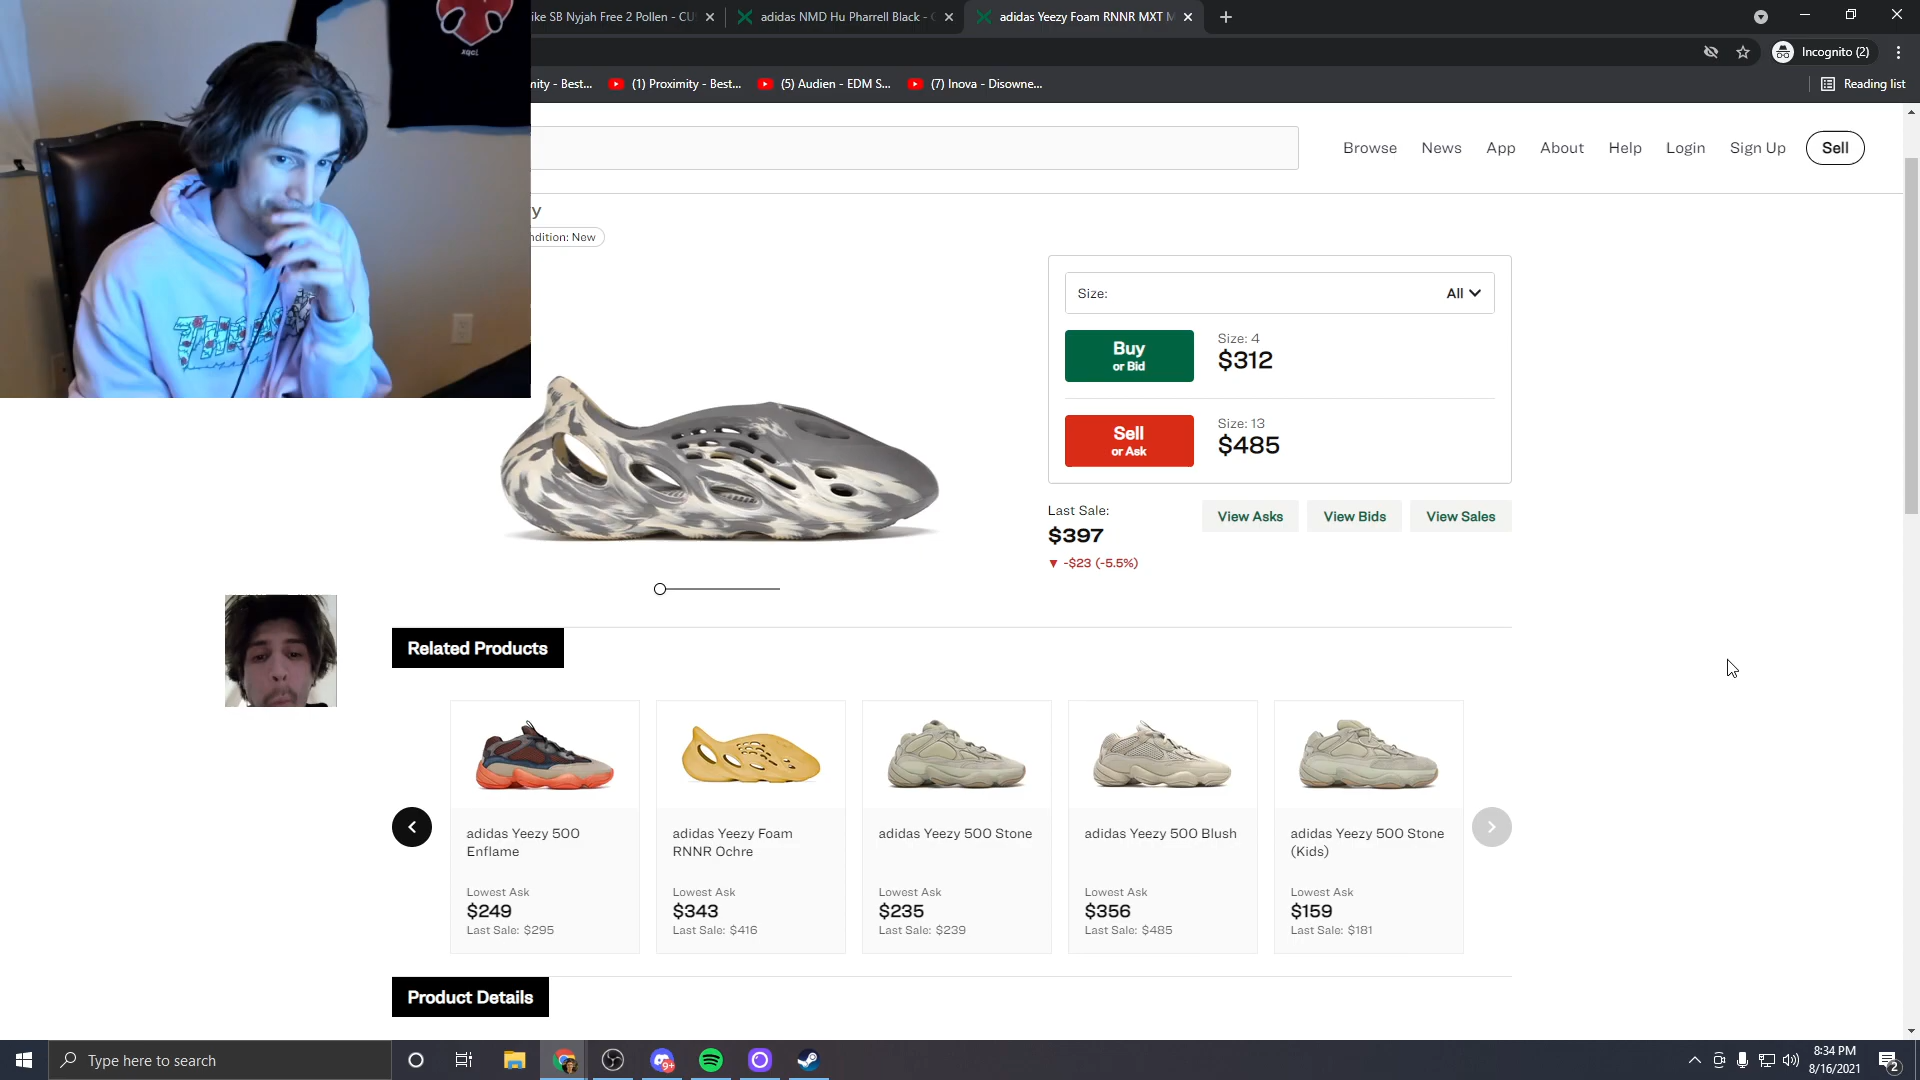 ike SB Nyjah Free 2 Pollen - CU
adidas NMD Hu Pharrell Black -
adidas Yeezy Foam RNNR MXT M
Incognito (2)
mity - Best...
(1) Proximity - Best...
(5) Audien - EDM S...
(7) Inova - Disowne...
Reading list
Browse
News
App
About
Help
Login
Sign Up
Sell
y
ndition: New
Size:
All
Buy
or Bid
Size: 4
$312
Sell
or Ask
Size: 13
$485
Last Sale:
$397
▼ -$23 (-5.5%)
View Asks
View Bids
View Sales
Related Products
adidas Yeezy 500
Enflame
Lowest Ask
$249
Last Sale: $295
adidas Yeezy Foam
RNNR Ochre
Lowest Ask
$343
Last Sale: $416
adidas Yeezy 500 Stone
Lowest Ask
$235
Last Sale: $239
adidas Yeezy 500 Blush
Lowest Ask
$356
Last Sale: $485
adidas Yeezy 500 Stone
(Kids)
Lowest Ask
$159
Last Sale: $181
Product Details
Type here to search
9+
8:34 PM
8/16/2021
2